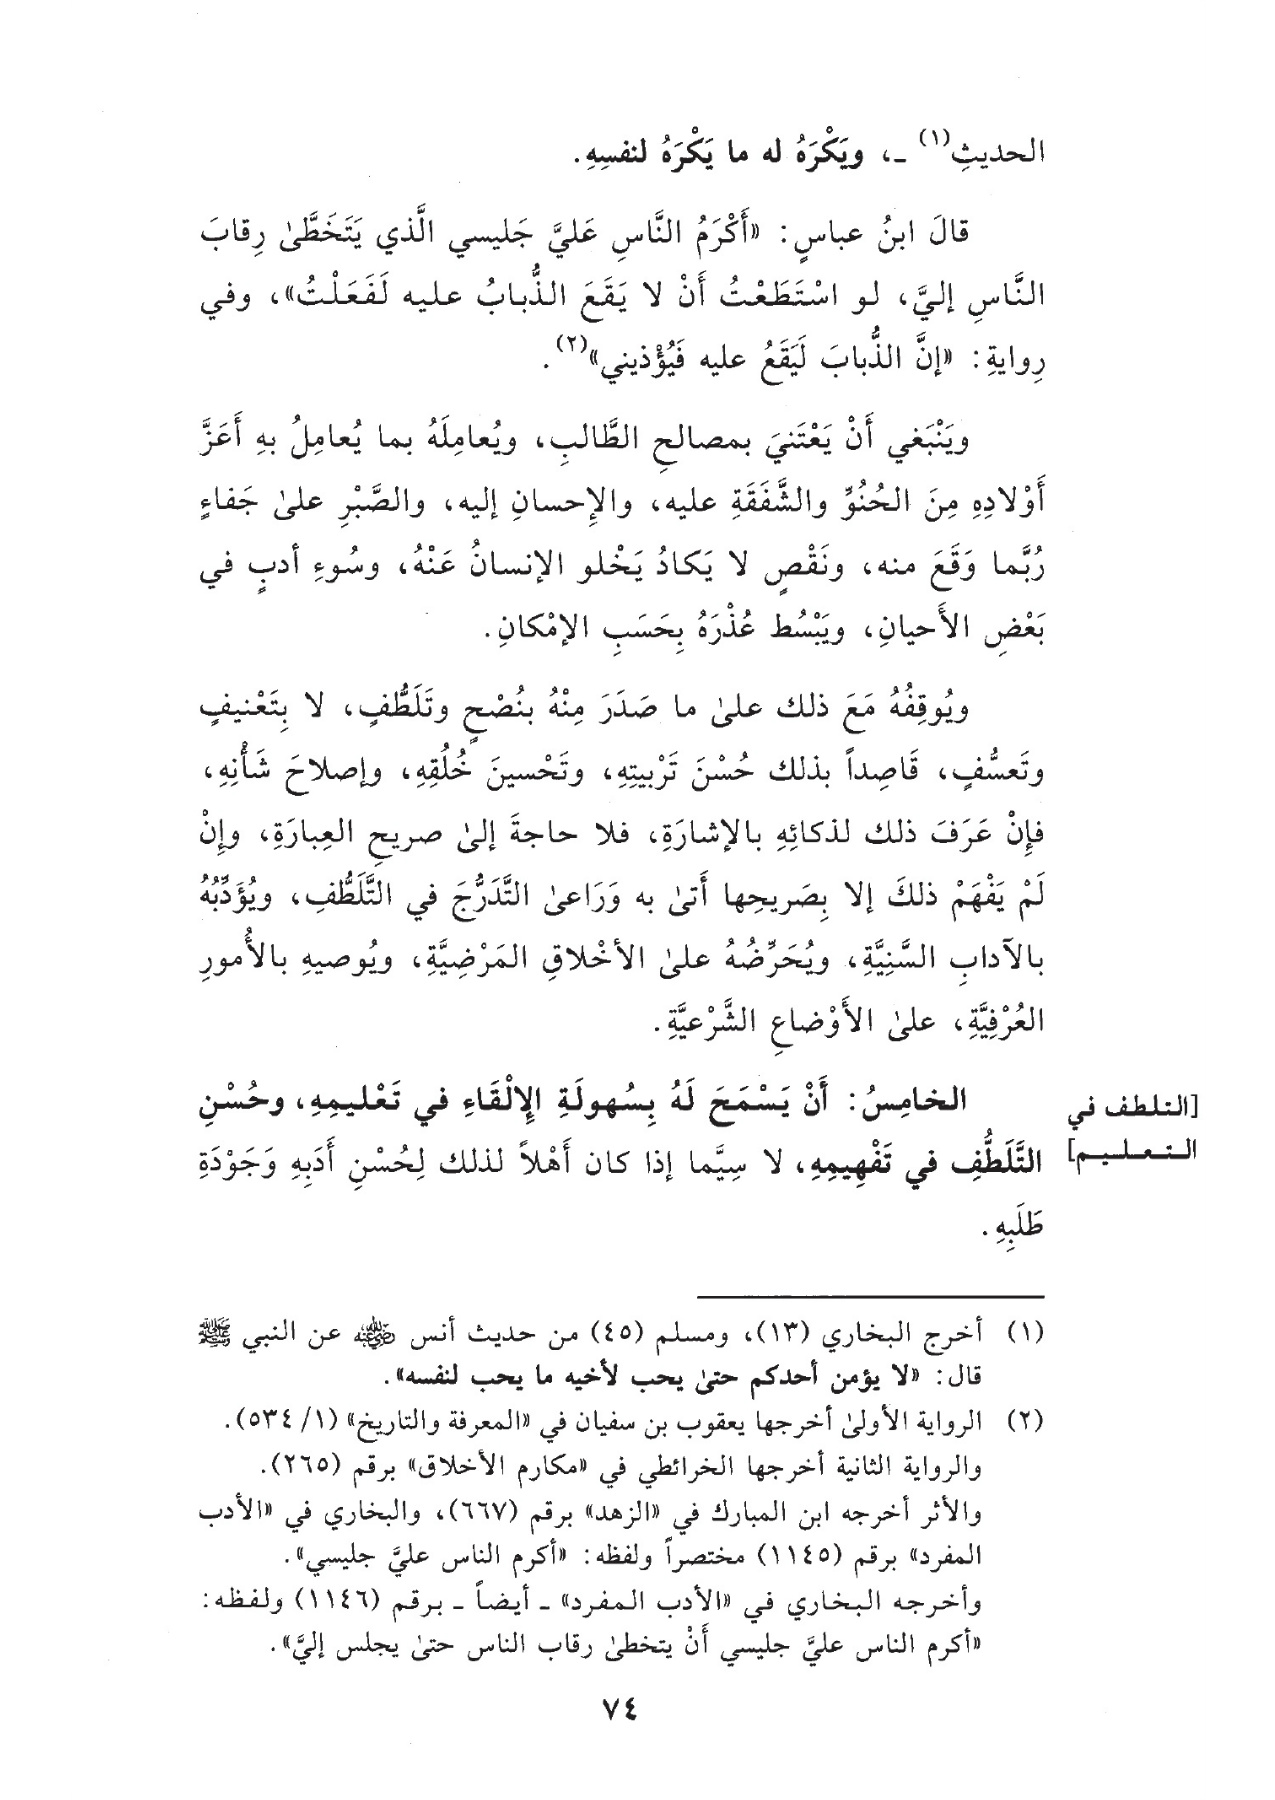 الحديثِ(١) ـ، ويَكْرَهُ له ما يَكْرَهُ لنفسِهِ.
قالَ ابنُ عباسٍ: «أَكْرَمُ النَّاسِ عَليَّ جَليسي الَّذي يَتَخَطَّىٰ رِقابَ
النَّاسِ إليَّ، لو اسْتَطَعْتُ أَنْ لا يَقَعَ الذُّبابُ عليه لَفَعَلْتُ»، وفي
رِوايةِ: «إنَّ الذُّبابَ لَيَقَعُ عليه فَيُؤْذيني»(٢).
ويَنْبَغي أَنْ يَعْتَنيَ بمصالحِ الطَّالبِ، ويُعامِلَهُ بما يُعامِلُ بهِ أَعَزَّ
أَوْلادِهِ مِنَ الحُنُوِّ والشَّفَقَةِ عليه، والإِحسانِ إليه، والصَّبْرِ علىٰ جَفاءٍ
رُبَّما وَقَعَ منه، ونَقْصٍ لا يَكادُ يَخْلو الإنسانُ عَنْهُ، وسُوءِ أدبٍ في
بَعْضِ الأَحيانِ، ويَبْسُط عُذْرَهُ بِحَسَبِ الإمْكانِ.
ويُوقِفُهُ مَعَ ذلك علىٰ ما صَدَرَ مِنْهُ بنُصْحٍ وتَلَطُّفٍ، لا بِتَعْنيفٍ
وتَعسُّفٍ، قَاصِداً بذلك حُسْنَ تَرْبيتِهِ، وتَحْسينَ خُلُقِهِ، وإصلاحَ شَأْنِهِ،
فإِنْ عَرَفَ ذلك لذكائِهِ بالإشارَةِ، فلا حاجةَ إلىٰ صريحِ العِبارَةِ، وإِنْ
لَمْ يَفْهَمْ ذلكَ إلا بِصَريحِها أَتىٰ به وَرَاعىٰ التَّدَرُّجَ في التَّلَطُّفِ، ويُؤَدِّبُهُ
بالآدابِ السَّنِيَّةِ، ويُحَرِّضُهُ علىٰ الأخْلاقِ المَرْضِيَّةِ، ويُوصيهِ بالأُمورِ
العُرْفِيَّةِ، علىٰ الأَوْضاعِ الشَّرْعيَّةِ.
[التلطف في
التعليم]
الخامِسُ: أَنْ يَسْمَحَ لَهُ بِسُهولَةِ الإِلْقَاءِ في تَعْليمِهِ، وحُسْنِ
التَّلَطُّفِ في تَفْهِيمِهِ، لا سِيَّما إذا كان أَهْلاً لذلك لِحُسْنِ أَدَبِهِ وَجَوْدَةِ
طَلَبِهِ.
(١) أخرج البخاري (١٣)، ومسلم (٤٥) من حديث أنس رضي الله عنه عن النبي ﷺ
قال: «لا يؤمن أحدكم حتىٰ يحب لأخيه ما يحب لنفسه».
(٢) الرواية الأولىٰ أخرجها يعقوب بن سفيان في «المعرفة والتاريخ» (١/ ٥٣٤).
والرواية الثانية أخرجها الخرائطي في «مكارم الأخلاق» برقم (٢٦٥).
والأثر أخرجه ابن المبارك في «الزهد» برقم (٦٦٧)، والبخاري في «الأدب
المفرد» برقم (١١٤٥) مختصراً ولفظه: «أكرم الناس عليَّ جليسي».
وأخرجه البخاري في «الأدب المفرد» ـ أيضاً ـ برقم (١١٤٦) ولفظه:
«أكرم الناس عليَّ جليسي أَنْ يتخطىٰ رقاب الناس حتىٰ يجلس إليَّ».
٧٤